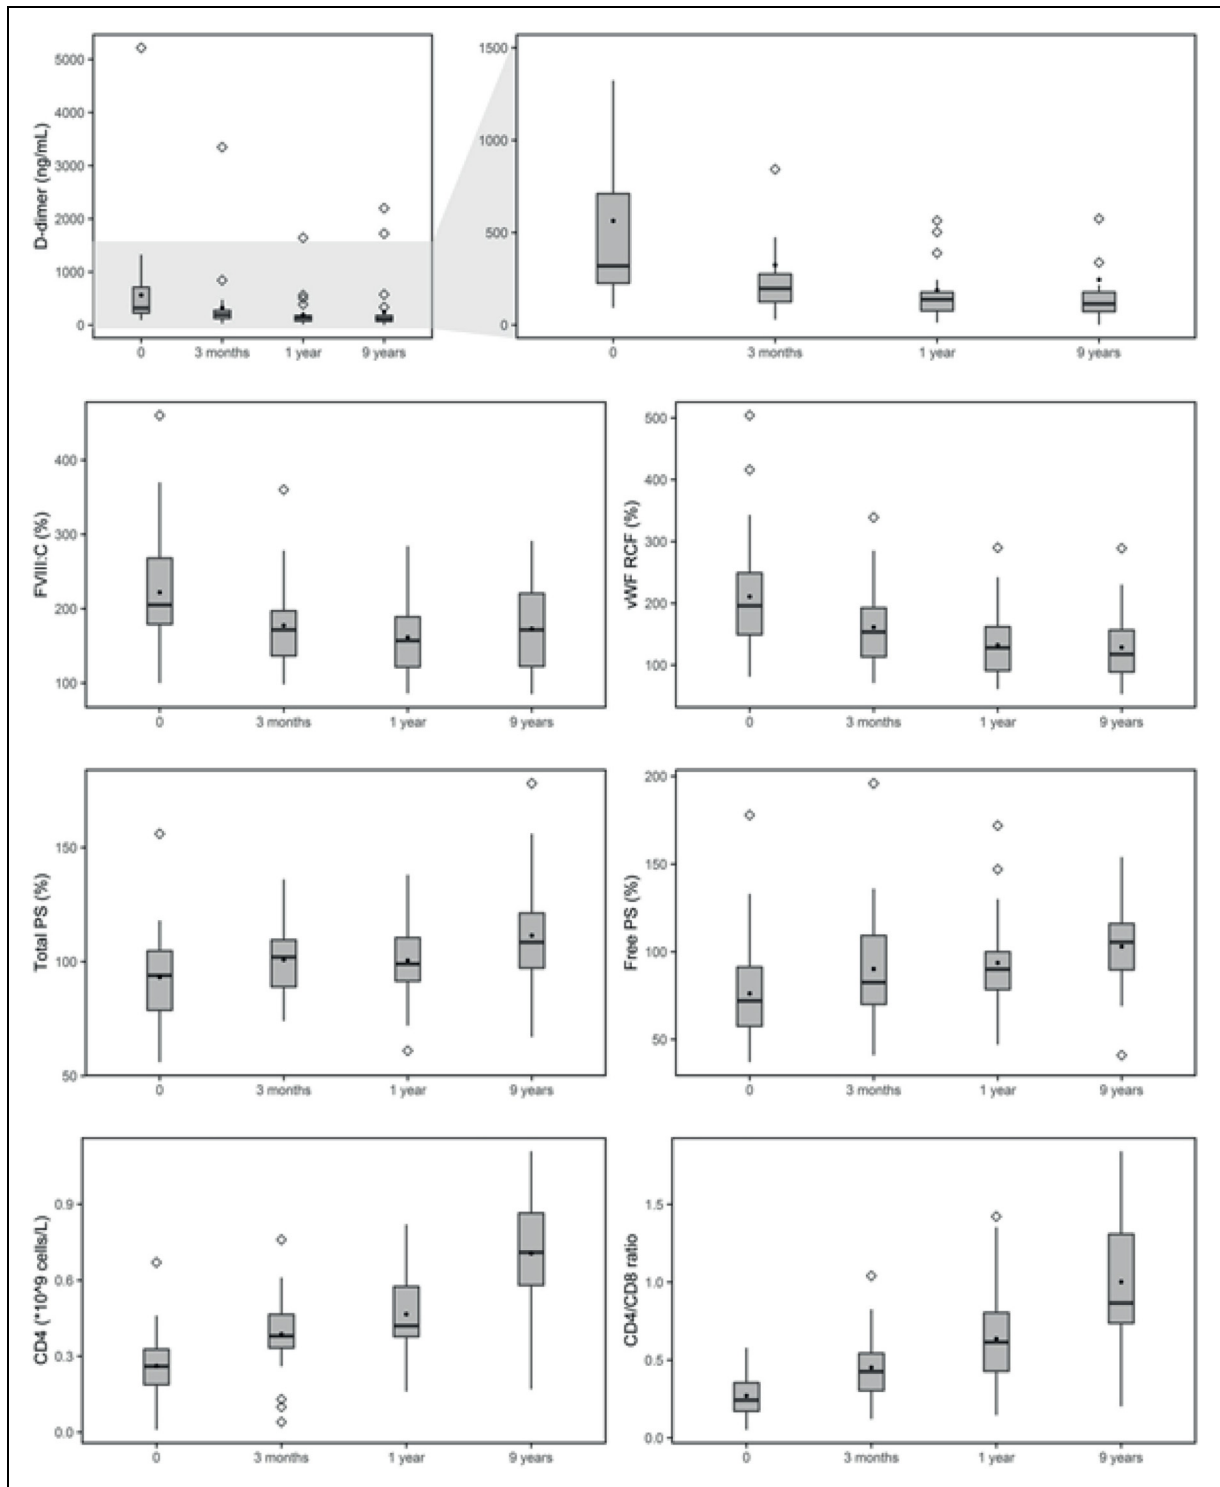 D-dimer (ng/mL)
5000
4000
3000
2000
1000
0
0 3 months 1 year 9 years
1500
1000
500
0
0 3 months 1 year 9 years
FVIII:C (%)
400
300
200
100
0 3 months 1 year 9 years
vWF RCF (%)
500
400
300
200
100
0 3 months 1 year 9 years
Total PS (%)
150
100
50
0 3 months 1 year 9 years
Free PS (%)
200
150
100
50
0 3 months 1 year 9 years
CD4 (*10^9 cells/L)
0.9
0.6
0.3
0.0
0 3 months 1 year 9 years
CD4/CD8 ratio
1.5
1.0
0.5
0.0
0 3 months 1 year 9 years